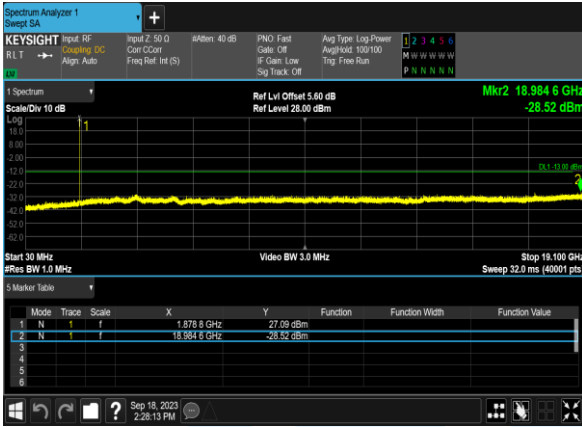 Spectrum Analyzer 1
Swept SA
KEYSIGHT Input: RF Input Z: 50 Ω #Atten: 40 dB PNO: Fast Avg Type: Log-Power 1 2 3 4 5 6
RLT Coupling: DC Corr CCorr Gate: Off Avg|Hold: 100/100 M W W W W W
Align: Auto Freq Ref: Int (S) IF Gain: Low Trig: Free Run
LV Sig Track: Off P N N N N N
1 Spectrum Ref Lvl Offset 5.60 dB Mkr2 18.984 6 GHz
Scale/Div 10 dB Ref Level 28.00 dBm -28.52 dBm
Log
1
18.0
8.00
-2.00
-12.0 DL1 -13.00 dBm
-22.0 2
-32.0
-42.0
-52.0
-62.0
Start 30 MHz Video BW 3.0 MHz Stop 19.100 GHz
#Res BW 1.0 MHz Sweep 32.0 ms (40001 pts
5 Marker Table
Mode Trace Scale X Y Function Function Width Function Value
1 N 1 f 1.878 8 GHz 27.09 dBm
2 N 1 f 18.984 6 GHz -28.52 dBm
3
4
5
6
? Sep 18, 2023
2:28:13 PM